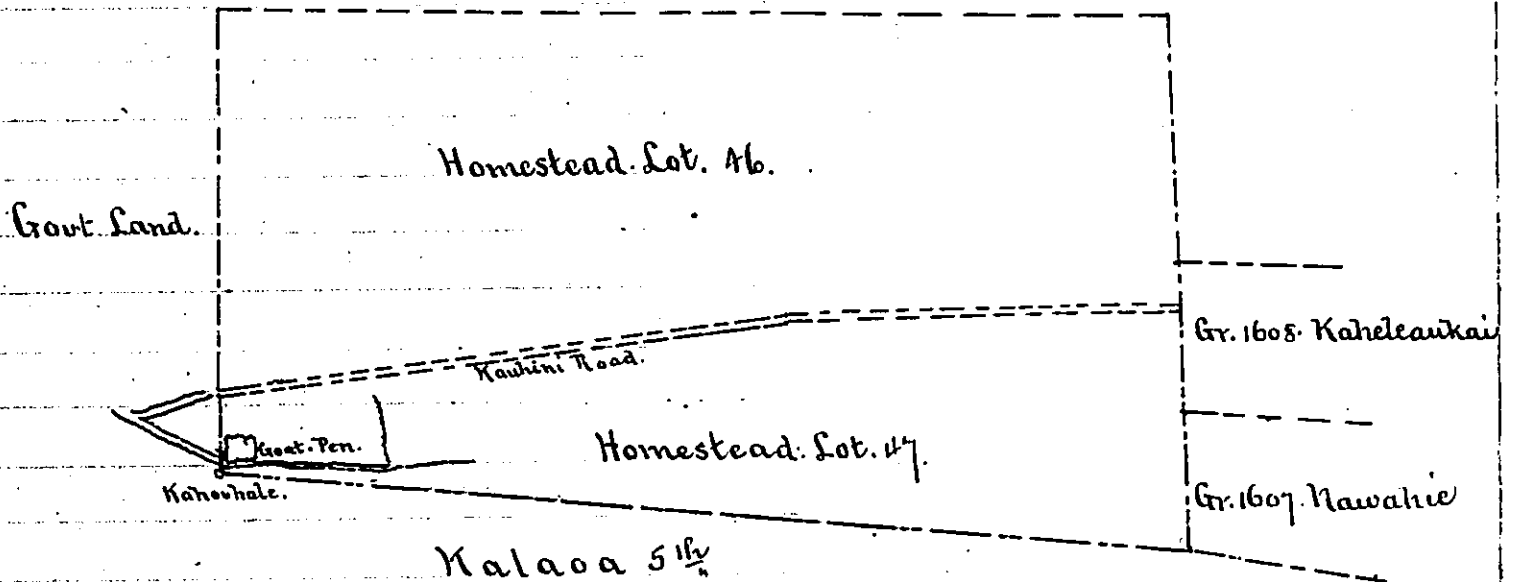 Homestead. Lot. 46.
Govt. Land.
Gr. 1608. Kaheleaukai
Kauhini Road.
Goat. Pen.
Homestead. Lot. 47.
Kahouhale.
Gr. 1607. Nawahie
Kalaoa 5